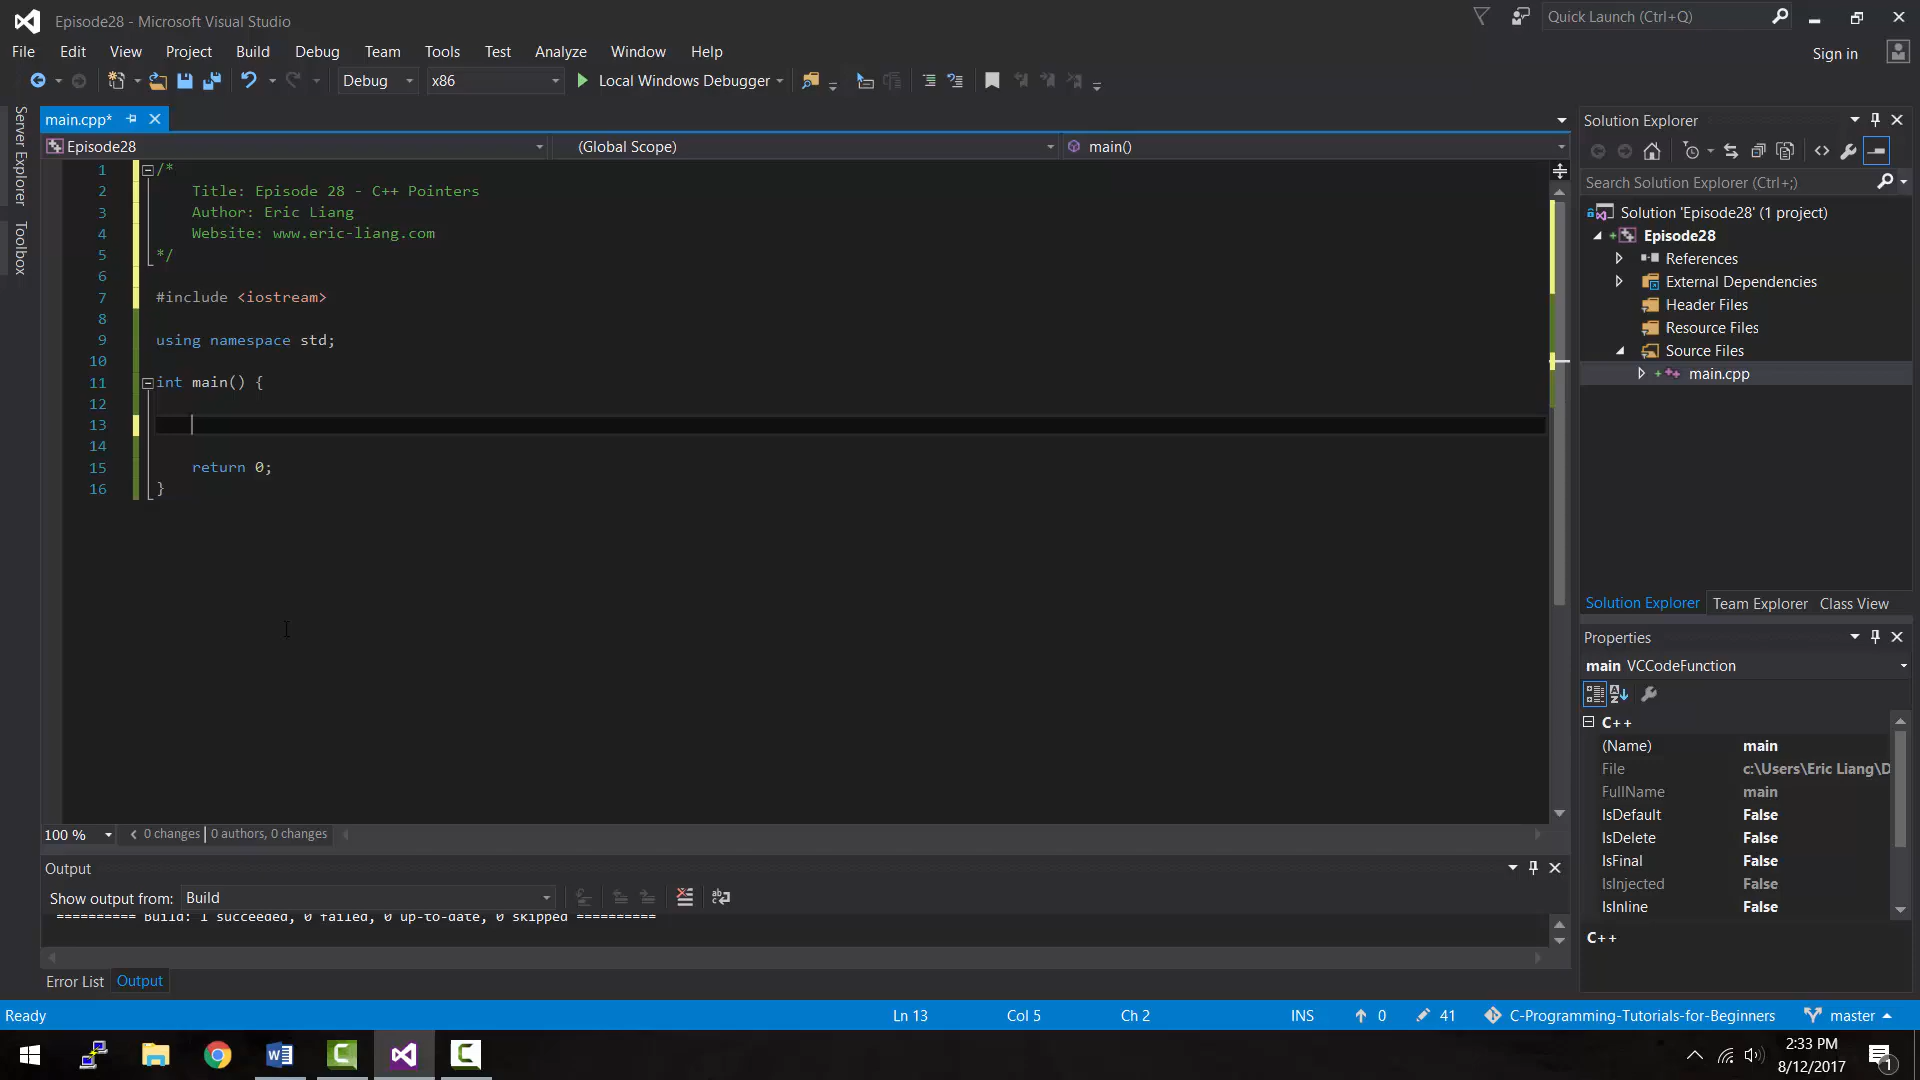 Episode28 - Microsoft Visual Studio
Quick Launch (Ctrl+Q)
File Edit View Project Build Debug Team Tools Test Analyze Window Help
Sign in
Debug x86 Local Windows Debugger
Server Explorer
Toolbox
main.cpp*
Episode28 (Global Scope) main()
1 /*
2 Title: Episode 28 - C++ Pointers
3 Author: Eric Liang
4 Website: www.eric-liang.com
5 */
6
7 #include <iostream>
8
9 using namespace std;
10
11 int main() {
12
13
14
15 return 0;
16 }
100 % 0 changes | 0 authors, 0 changes
Output
Show output from: Build
========== Build: 1 succeeded, 0 failed, 0 up-to-date, 0 skipped ==========
Error List Output
Solution Explorer
Search Solution Explorer (Ctrl+;)
Solution 'Episode28' (1 project)
Episode28
References
External Dependencies
Header Files
Resource Files
Source Files
main.cpp
Solution Explorer Team Explorer Class View
Properties
main VCCodeFunction
C++
(Name) main
File c:\Users\Eric Liang\D
FullName main
IsDefault False
IsDelete False
IsFinal False
IsInjected False
IsInline False
C++
Ready Ln 13 Col 5 Ch 2 INS 0 41 C-Programming-Tutorials-for-Beginners master
2:33 PM
8/12/2017
1